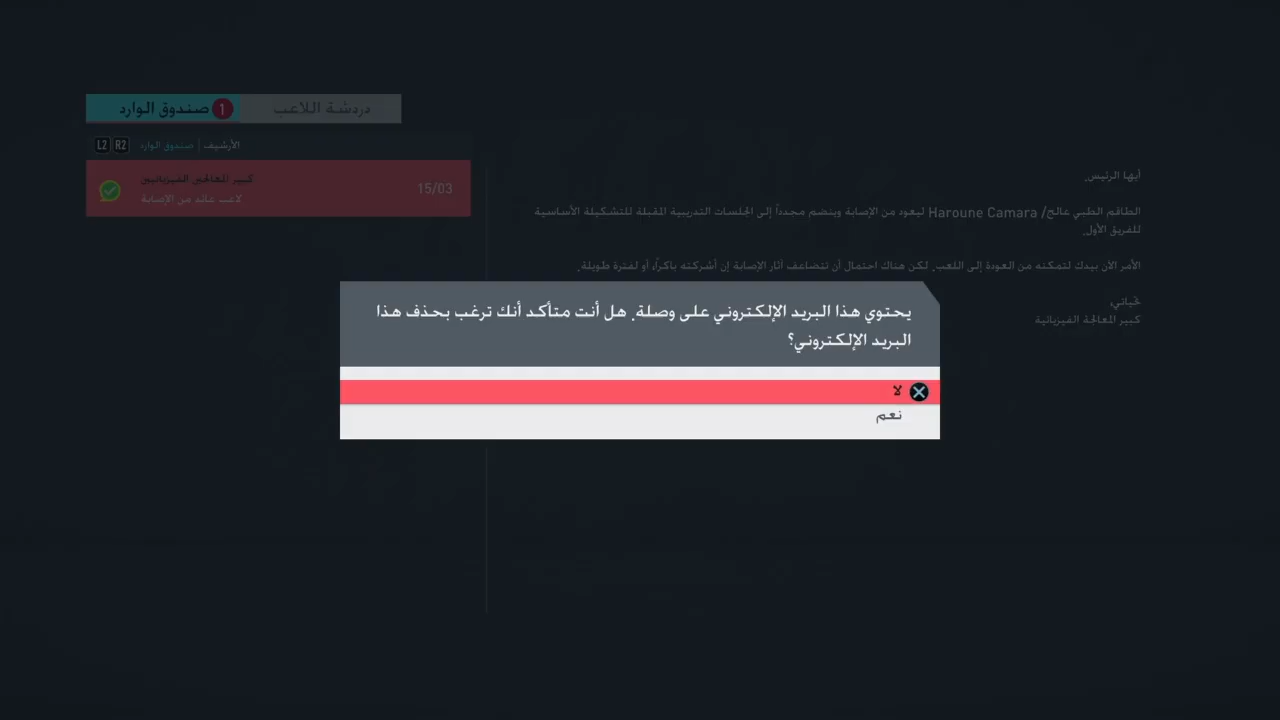 صندوق الوارد 1
دردشة اللاعب
L2 R2 صندوق الوارد | الأرشيف
كبير المعالجين الفيزيائيين
لاعب عائد من الإصابة
15/03
أيها الرئيس,
الطاقم الطبي عالج/ Haroune Camara ليعود من الإصابة وينضم مجدداً إلى الجلسات التدريبية المقبلة للتشكيلة الأساسية
للفريق الأول.
الأمر الآن بيدك لتمكنه من العودة إلى اللعب. لكن هناك احتمال أن تتضاعف آثار الإصابة إن أشركته باكراً، أو لفترة طويلة.
تحياتي,
كبير المعالجة الفيزيائية
يحتوي هذا البريد الإلكتروني على وصلة. هل أنت متأكد أنك ترغب بحذف هذا
البريد الإلكتروني؟
لا
نعم